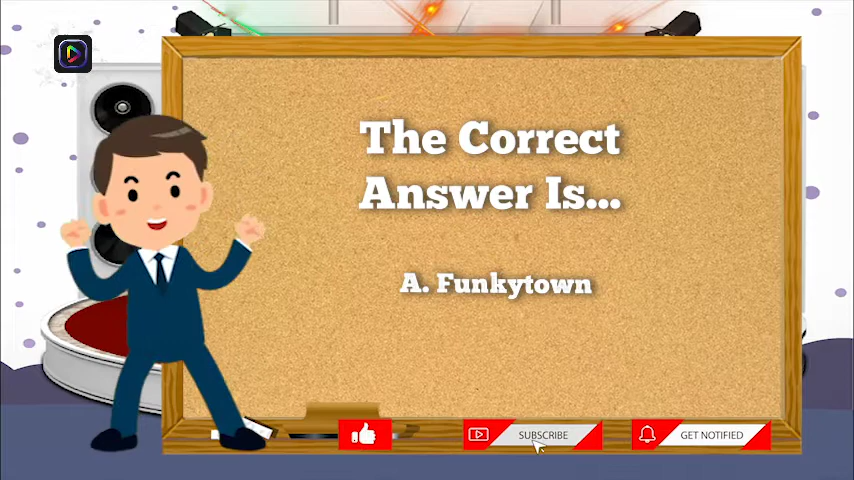 The Correct
Answer Is...
A. Funkytown
SUBSCRIBE
GET NOTIFIED